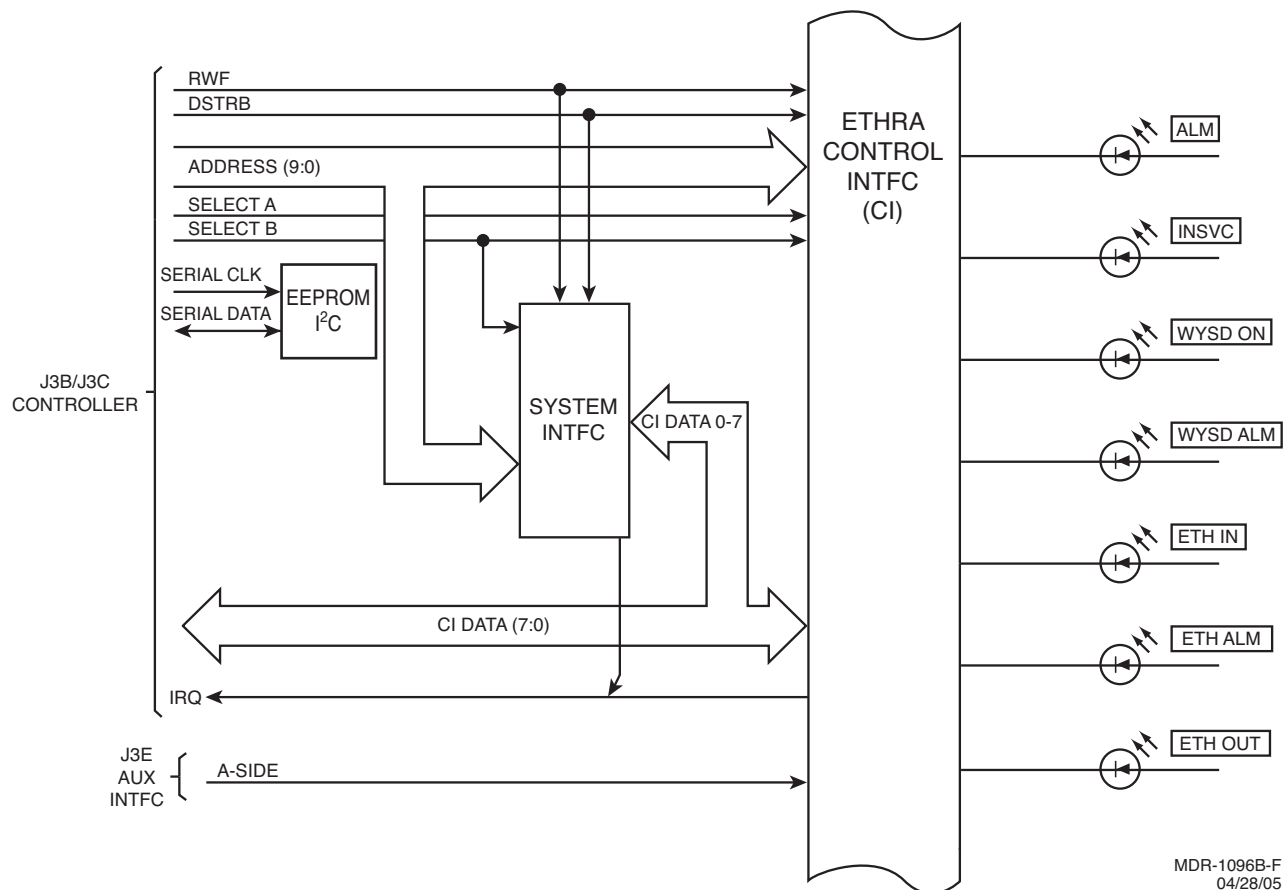 RWF
DSTRB
ADDRESS (9:0)
SELECT A
SELECT B
SERIAL CLK
SERIAL DATA
EEPROM
I²C
J3B/J3C
CONTROLLER
SYSTEM
INTFC
CI DATA 0-7
CI DATA (7:0)
IRQ
J3E
AUX
INTFC
A-SIDE
ETHRA
CONTROL
INTFC
(CI)
ALM
INSVC
WYSD ON
WYSD ALM
ETH IN
ETH ALM
ETH OUT
MDR-1096B-F
04/28/05